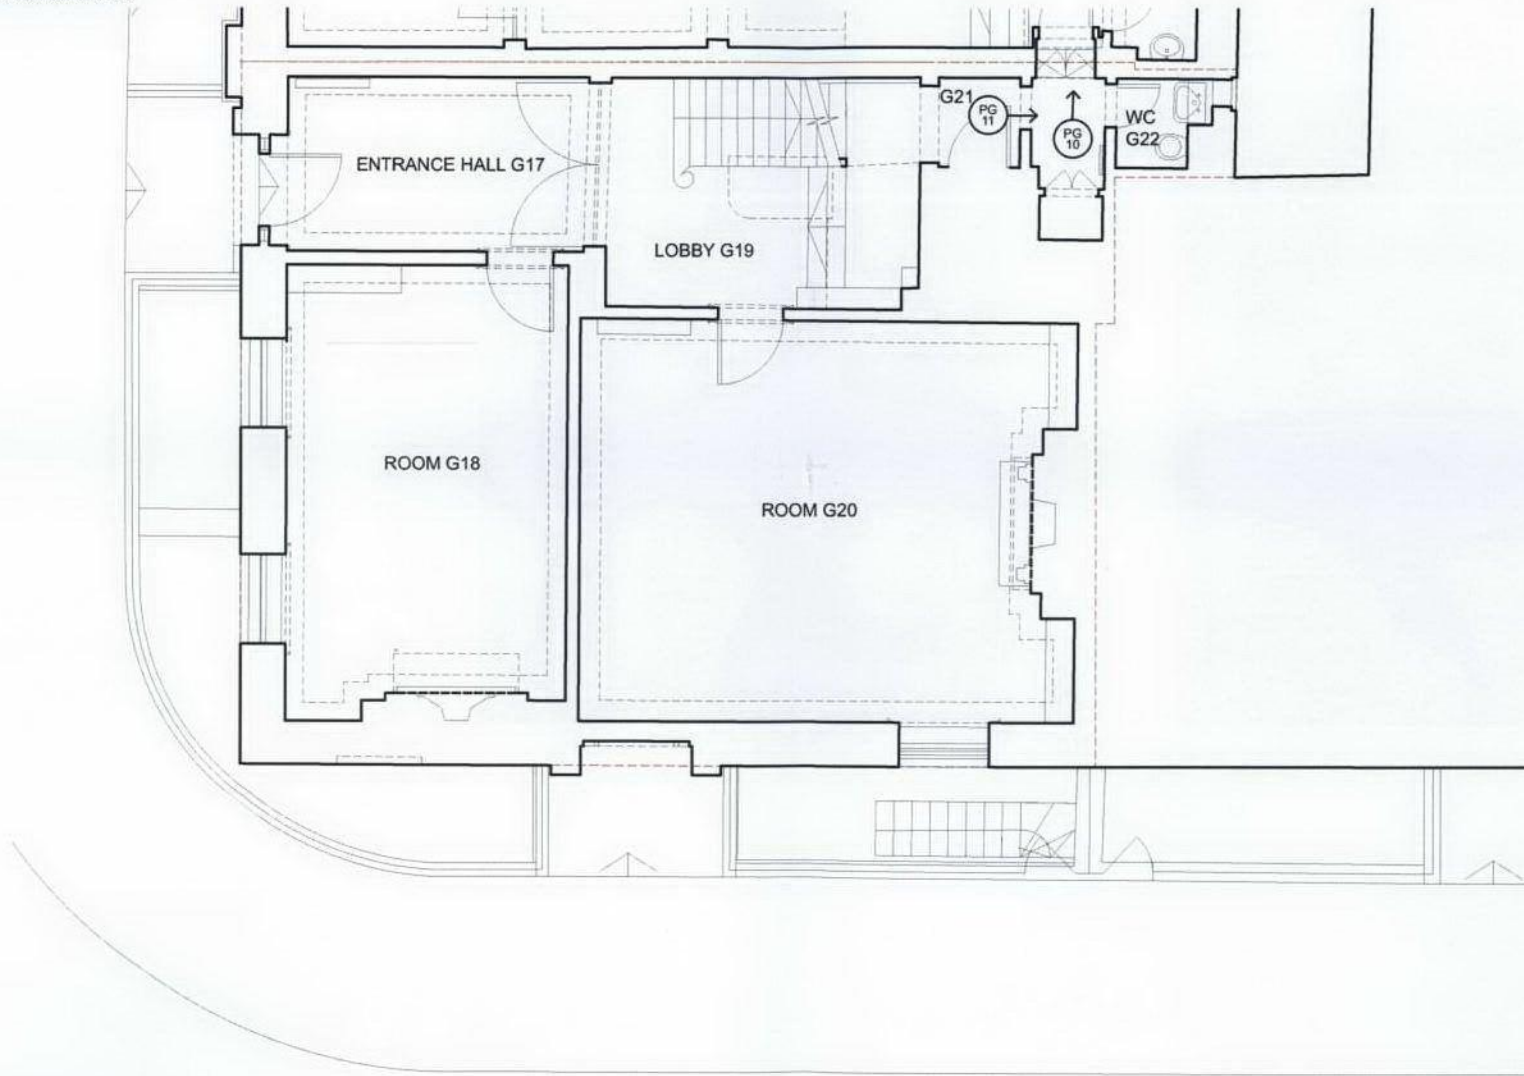 G21
PG
11
PG
10
WC
G22
ENTRANCE HALL G17
LOBBY G19
ROOM G18
ROOM G20